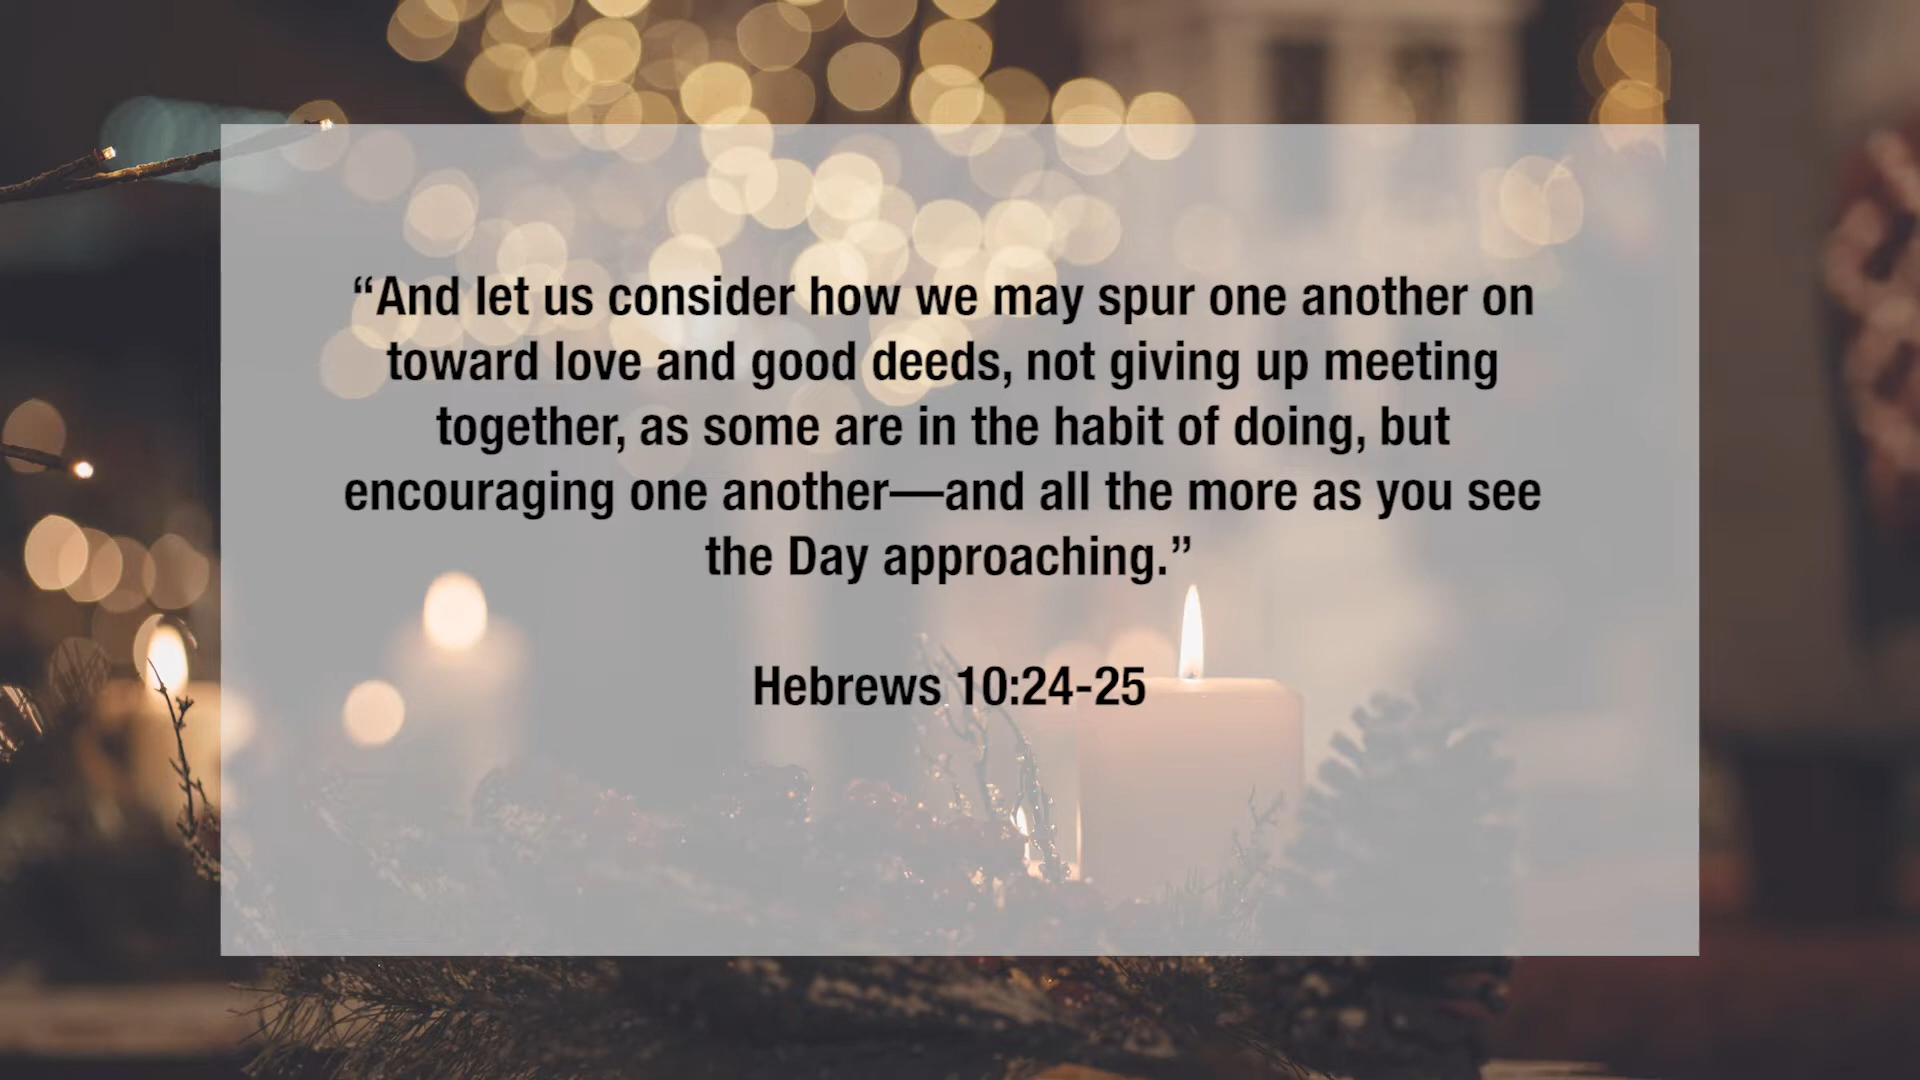 “And let us consider how we may spur one another on
toward love and good deeds, not giving up meeting
together, as some are in the habit of doing, but
encouraging one another—and all the more as you see
the Day approaching.”
Hebrews 10:24-25